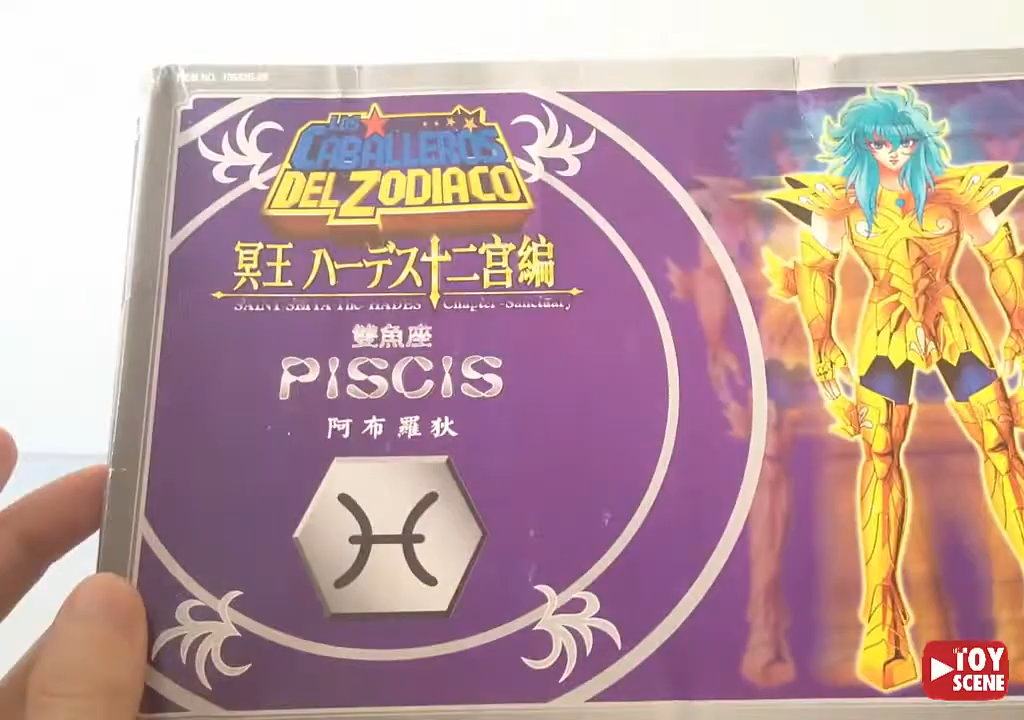 LOS
CABALLEROS
DEL ZODIACO
冥王 ハーデス十二宮編
SAINT SEIYA The HADES Chapter-Sanctuary
雙魚座
PISCIS
阿布羅狄
TOY
SCENE